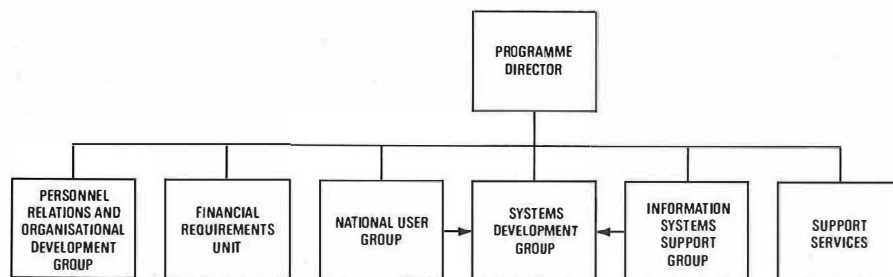 PROGRAMME
DIRECTOR
PERSONNEL
RELATIONS AND
ORGANISATIONAL
DEVELOPMENT
GROUP
FINANCIAL
REQUIREMENTS
UNIT
NATIONAL USER
GROUP
SYSTEMS
DEVELOPMENT
GROUP
INFORMATION
SYSTEMS
SUPPORT
GROUP
SUPPORT
SERVICES